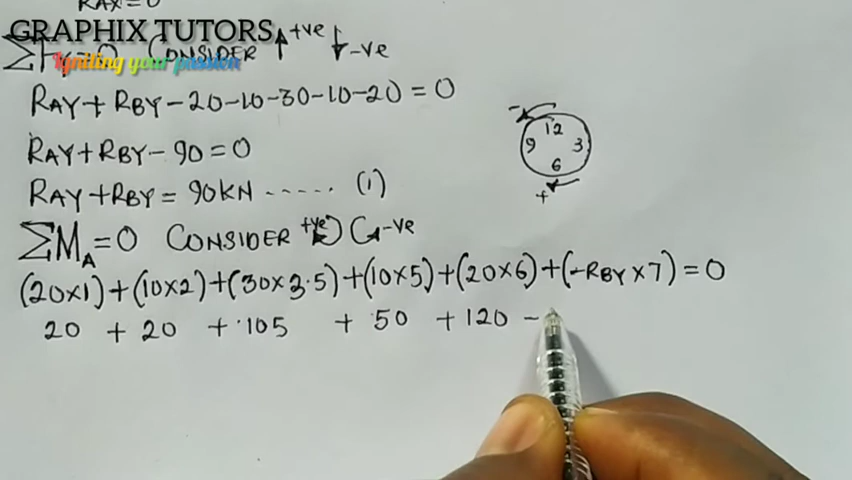 RAX=0
GRAPHIX TUTORS
Igniting your passion
=0 CONSIDER ↑+ve ↓-ve
RAY+RBY-20-10-30-10-20=0
RAY+RBY-90=0
RAY+RBY=90KN ...... (1)
- 12 9 3 6 +
ΣMA=0 CONSIDER +ve -ve
(20×1)+(10×2)+(30×3.5)+(10×5)+(20×6)+(-RBY×7)=0
20 + 20 + 105 + 50 + 120 -